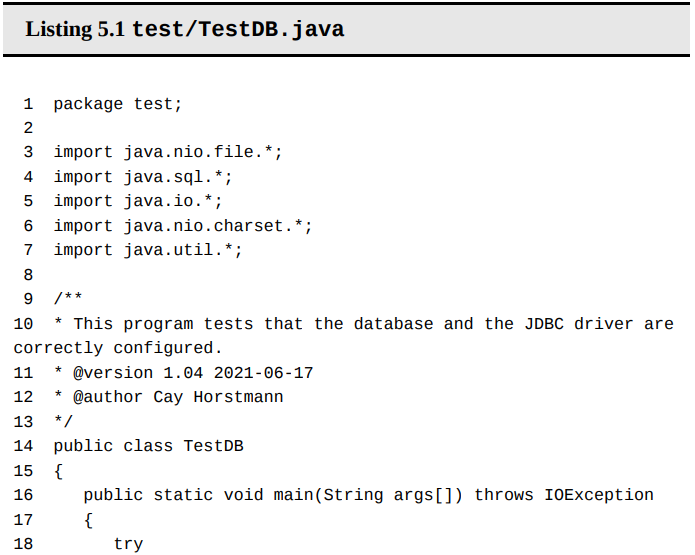 Listing 5.1 test/TestDB.java
1 package test;
2
3 import java.nio.file.*;
4 import java.sql.*;
5 import java.io.*;
6 import java.nio.charset.*;
7 import java.util.*;
8
9 /**
10 * This program tests that the database and the JDBC driver are
correctly configured.
11 * @version 1.04 2021-06-17
12 * @author Cay Horstmann
13 */
14 public class TestDB
15 {
16    public static void main(String args[]) throws IOException
17    {
18       try